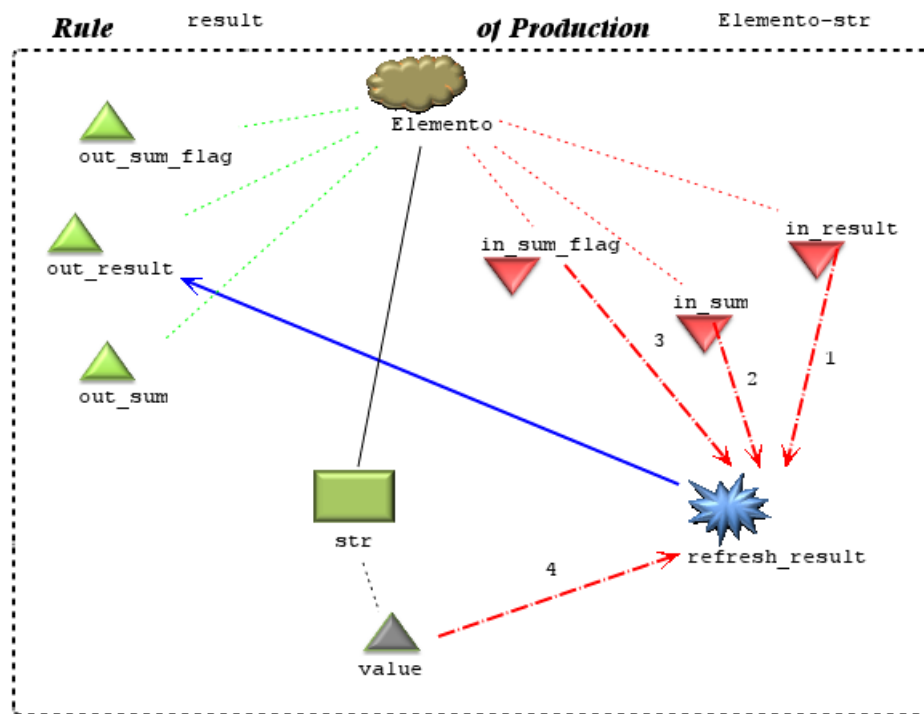 Rule result of Production Elemento-str
Elemento
out_sum_flag
in_result
in_sum_flag
out_result
in_sum
3
1
2
out_sum
str
4
refresh_result
value